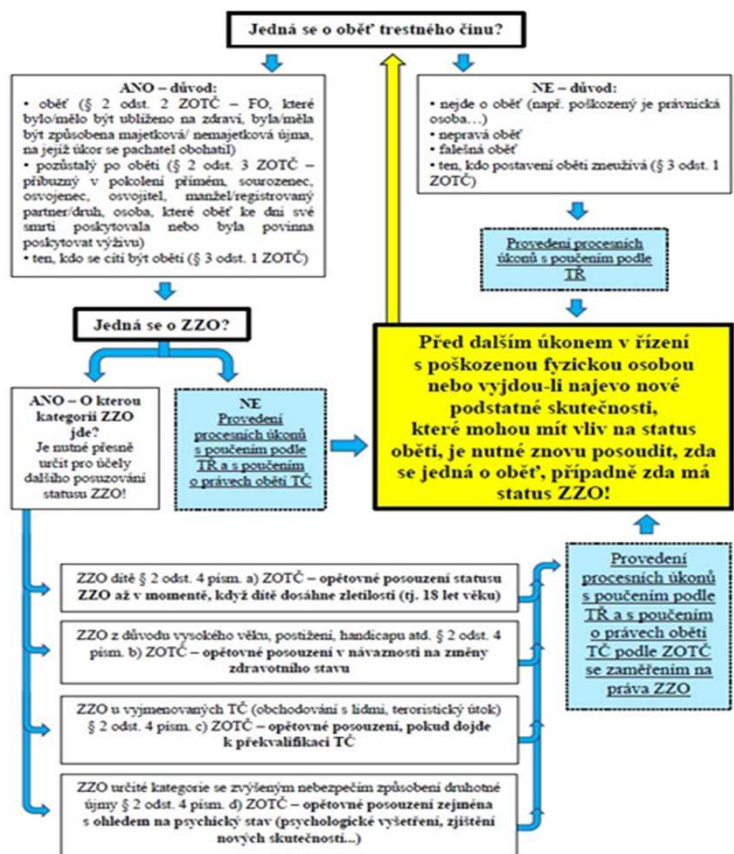 Jedná se o oběť trestného činu?
ANO – důvod:
• oběť (§ 2 odst. 2 ZOTČ – FO, které
bylo/mělo být ublíženo na zdraví, byla/měla
být způsobena majetková/ nemajetková újma,
na jejíž úkor se pachatel obohatil)
• pozůstalý po oběti (§ 2 odst. 3 ZOTČ –
příbuzný v pokolení přímém, sourozenec,
osvojenec, osvojitel, manžel/registrovaný
partner/druh, osoba, které oběť ke dni své
smrti poskytovala nebo byla povinna
poskytovat výživu)
• ten, kdo se cítí být obětí (§ 3 odst. 1 ZOTČ)
NE – důvod:
• nejde o oběť (např. poškozený je právnická
osoba…)
• nepravá oběť
• falešná oběť
• ten, kdo postavení oběti zneužívá (§ 3 odst. 1
ZOTČ)
Provedení procesních
úkonů s poučením podle
TŘ
Jedná se o ZZO?
ANO – O kterou
kategorii ZZO
jde?
Je nutné přesně
určit pro účely
dalšího posuzování
statusu ZZO!
NE
Provedení
procesních úkonů
s poučením podle
TŘ a s poučením
o právech obětí TČ
Před dalším úkonem v řízení
s poškozenou fyzickou osobou
nebo vyjdou-li najevo nové
podstatné skutečnosti,
které mohou mít vliv na status
oběti, je nutné znovu posoudit, zda
se jedná o oběť, případně zda má
status ZZO!
ZZO dítě § 2 odst. 4 písm. a) ZOTČ – opětovné posouzení statusu
ZZO až v momentě, když dítě dosáhne zletilosti (tj. 18 let věku)
ZZO z důvodu vysokého věku, postižení, handicapu atd. § 2 odst. 4
písm. b) ZOTČ – opětovné posouzení v návaznosti na změny
zdravotního stavu
ZZO u vyjmenovaných TČ (obchodování s lidmi, teroristický útok)
§ 2 odst. 4 písm. c) ZOTČ – opětovné posouzení, pokud dojde
k překvalifikaci TČ
ZZO určité kategorie se zvýšeným nebezpečím způsobení druhotné
újmy § 2 odst. 4 písm. d) ZOTČ – opětovné posouzení zejména
s ohledem na psychický stav (psychologické vyšetření, zjištění
nových skutečností...)
Provedení
procesních úkonů
s poučením podle
TŘ a s poučením
o právech obětí
TČ podle ZOTČ
se zaměřením na
práva ZZO